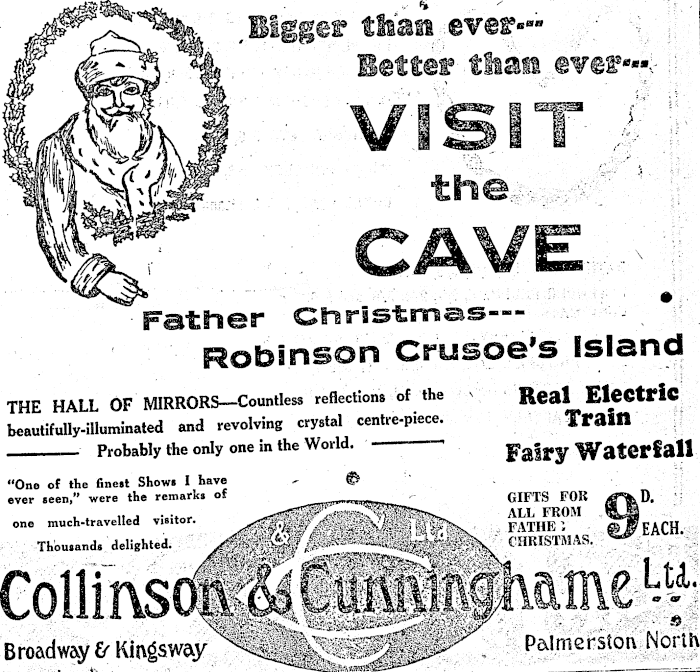 Bigger than ever---
Better than ever---
VISIT
the
CAVE
Father Christmas---
Robinson Crusoe's Island
THE HALL OF MIRRORS—Countless reflections of the
beautifully-illuminated and revolving crystal centre-piece.
Probably the only one in the World.
"One of the finest Shows I have
ever seen," were the remarks of
one much-travelled visitor.
Thousands delighted.
Real Electric
Train
Fairy Waterfall
GIFTS FOR
ALL FROM
FATHE
CHRISTMAS.
9D.
EACH.
& C C Ltd
Collinson & Cunninghame Ltd.
Broadway & Kingsway
Palmerston North